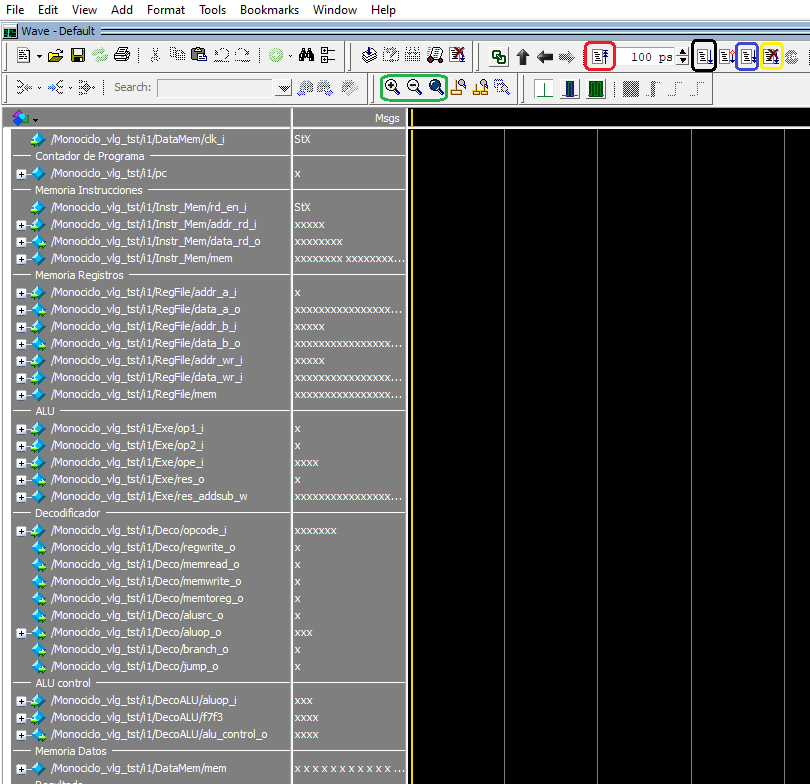 File Edit View Add Format Tools Bookmarks Window Help
Wave - Default
100 ps
Search:
Msgs
/Monociclo_vlg_tst/i1/DataMem/clk_i StX
Contador de Programa
/Monociclo_vlg_tst/i1/pc x
Memoria Instrucciones
/Monociclo_vlg_tst/i1/Instr_Mem/rd_en_i StX
/Monociclo_vlg_tst/i1/Instr_Mem/addr_rd_i xxxxx
/Monociclo_vlg_tst/i1/Instr_Mem/data_rd_o xxxxxxxx
/Monociclo_vlg_tst/i1/Instr_Mem/mem xxxxxxxx xxxxxxxx...
Memoria Registros
/Monociclo_vlg_tst/i1/RegFile/addr_a_i x
/Monociclo_vlg_tst/i1/RegFile/data_a_o xxxxxxxxxxxxxxxx...
/Monociclo_vlg_tst/i1/RegFile/addr_b_i xxxxx
/Monociclo_vlg_tst/i1/RegFile/data_b_o xxxxxxxxxxxxxxxx...
/Monociclo_vlg_tst/i1/RegFile/addr_wr_i xxxxx
/Monociclo_vlg_tst/i1/RegFile/data_wr_i xxxxxxxxxxxxxxxx...
/Monociclo_vlg_tst/i1/RegFile/mem xxxxxxxxxxxxxxxx...
ALU
/Monociclo_vlg_tst/i1/Exe/op1_i x
/Monociclo_vlg_tst/i1/Exe/op2_i x
/Monociclo_vlg_tst/i1/Exe/ope_i xxxx
/Monociclo_vlg_tst/i1/Exe/res_o x
/Monociclo_vlg_tst/i1/Exe/res_addsub_w xxxxxxxxxxxxxxxx...
Decodificador
/Monociclo_vlg_tst/i1/Deco/opcode_i xxxxxxx
/Monociclo_vlg_tst/i1/Deco/regwrite_o x
/Monociclo_vlg_tst/i1/Deco/memread_o x
/Monociclo_vlg_tst/i1/Deco/memwrite_o x
/Monociclo_vlg_tst/i1/Deco/memtoreg_o x
/Monociclo_vlg_tst/i1/Deco/alusrc_o x
/Monociclo_vlg_tst/i1/Deco/aluop_o xxx
/Monociclo_vlg_tst/i1/Deco/branch_o x
/Monociclo_vlg_tst/i1/Deco/jump_o x
ALU control
/Monociclo_vlg_tst/i1/DecoALU/aluop_i xxx
/Monociclo_vlg_tst/i1/DecoALU/f7f3 xxxx
/Monociclo_vlg_tst/i1/DecoALU/alu_control_o xxxx
Memoria Datos
/Monociclo_vlg_tst/i1/DataMem/mem x x x x x x x x x x x ...